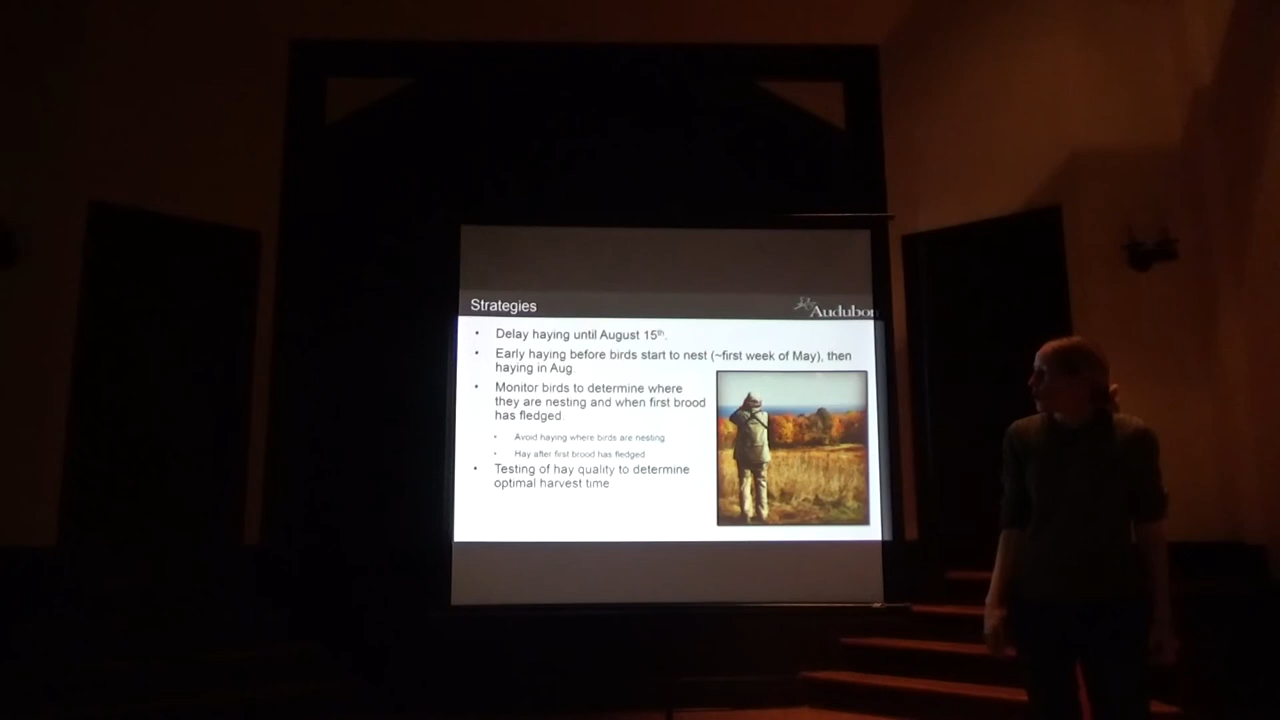 Strategies
Audubon
• Delay haying until August 15th.
• Early haying before birds start to nest (~first week of May), then
haying in Aug
• Monitor birds to determine where
they are nesting and when first brood
has fledged.
• Avoid haying where birds are nesting
• Hay after first brood has fledged
• Testing of hay quality to determine
optimal harvest time